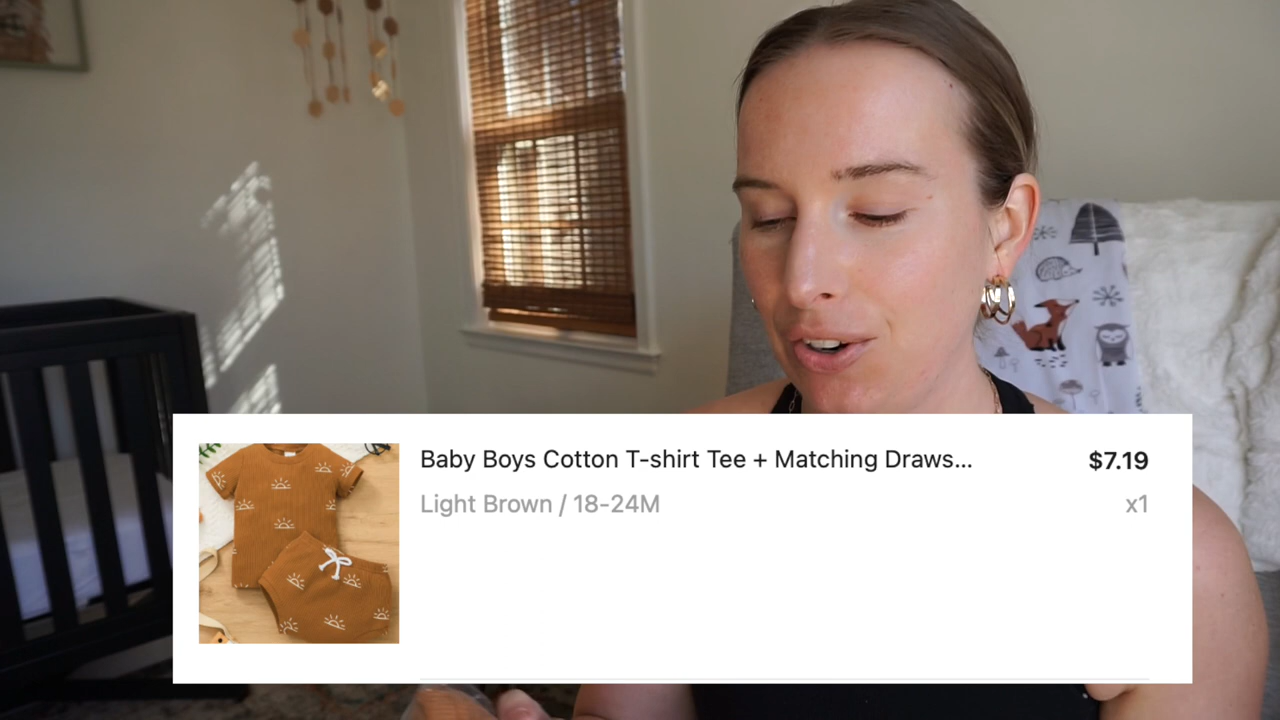 Baby Boys Cotton T-shirt Tee + Matching Draws... $7.19
Light Brown / 18-24M x1